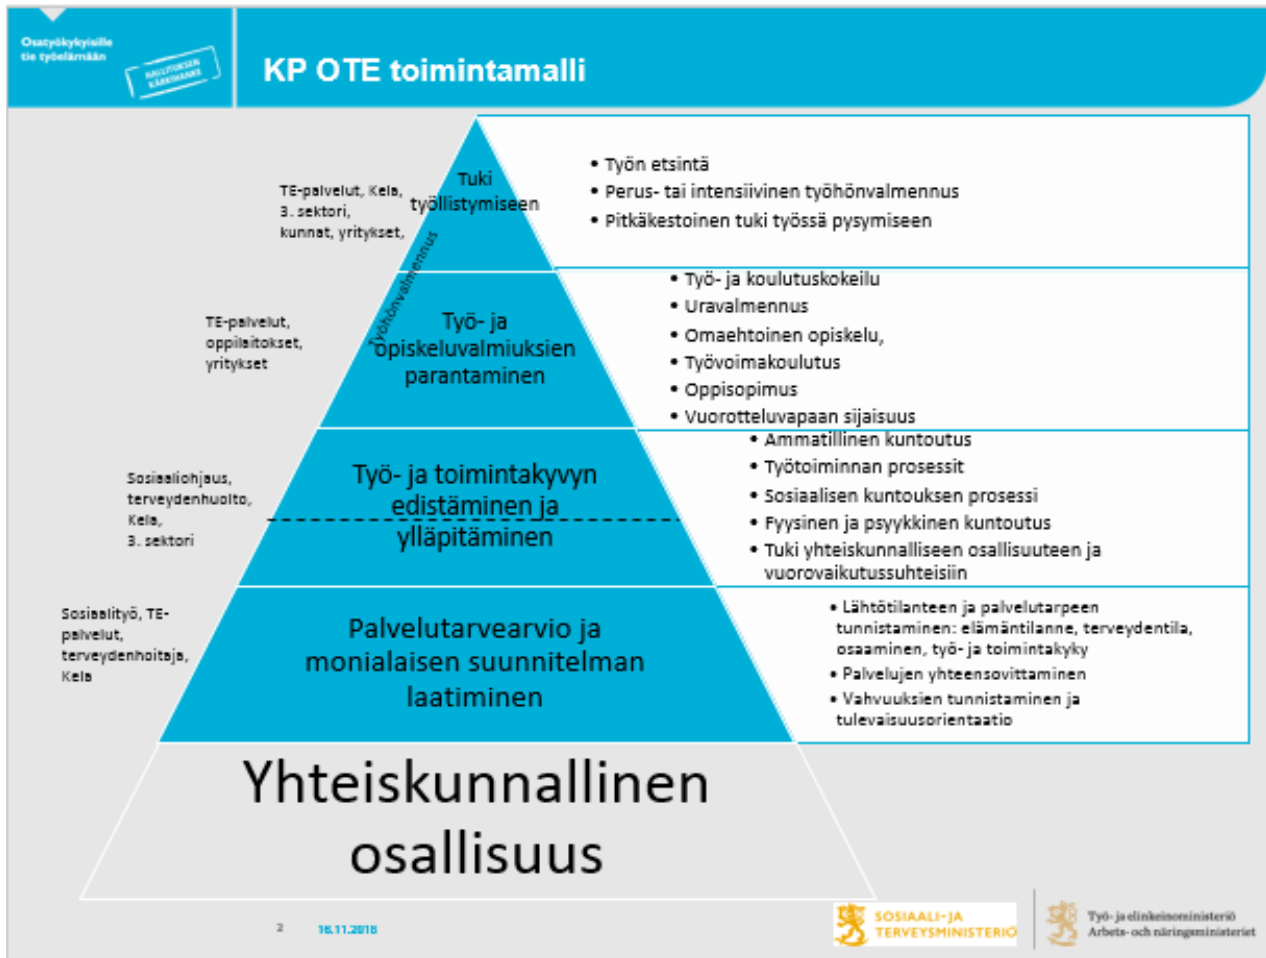 Osatyökykyisille
tie työelämään
HALLITUKSEN
KÄRKIHANKE
KP OTE toimintamalli
TE-palvelut, Kela,
3. sektori,
kunnat, yritykset,
Tuki
työllistymiseen
• Työn etsintä
• Perus- tai intensiivinen työhönvalmennus
• Pitkäkestoinen tuki työssä pysymiseen
Työhönvalmennus
TE-palvelut,
oppilaitokset,
yritykset
Työ- ja
opiskeluvalmiuksien
parantaminen
• Työ- ja koulutuskokeilu
• Uravalmennus
• Omaehtoinen opiskelu,
• Työvoimakoulutus
• Oppisopimus
• Vuorotteluvapaan sijaisuus
Sosiaaliohjaus,
terveydenhuolto,
Kela,
3. sektori
Työ- ja toimintakyvyn
edistäminen ja
ylläpitäminen
• Ammatillinen kuntoutus
• Työtoiminnan prosessit
• Sosiaalisen kuntouksen prosessi
• Fyysinen ja psyykkinen kuntoutus
• Tuki yhteiskunnalliseen osallisuuteen ja
vuorovaikutussuhteisiin
Sosiaalityö, TE-
palvelut,
terveydenhoitaja,
Kela
Palvelutarvearvio ja
monialaisen suunnitelman
laatiminen
• Lähtötilanteen ja palvelutarpeen
tunnistaminen: elämäntilanne, terveydentila,
osaaminen, työ- ja toimintakyky
• Palvelujen yhteensovittaminen
• Vahvuuksien tunnistaminen ja
tulevaisuusorientaatio
Yhteiskunnallinen
osallisuus
2
16.11.2018
SOSIAALI- JA
TERVEYSMINISTERIÖ
Työ- ja elinkeinoministeriö
Arbets- och näringsministeriet